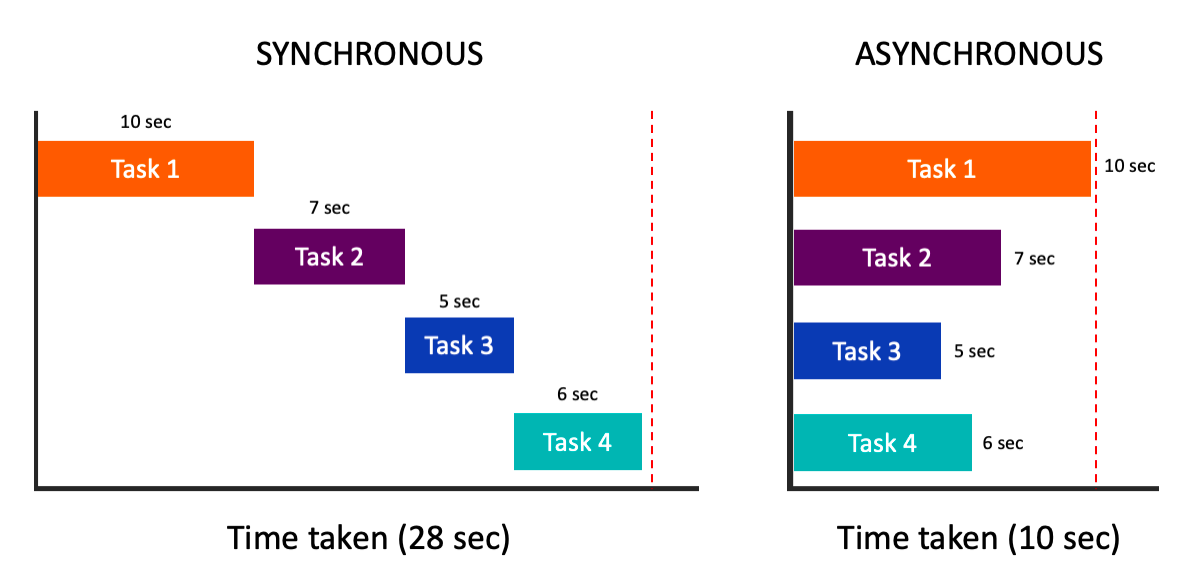 SYNCHRONOUS
10 sec
Task 1
7 sec
Task 2
5 sec
Task 3
6 sec
Task 4
Time taken (28 sec)
ASYNCHRONOUS
Task 1
10 sec
Task 2
7 sec
Task 3
5 sec
Task 4
6 sec
Time taken (10 sec)